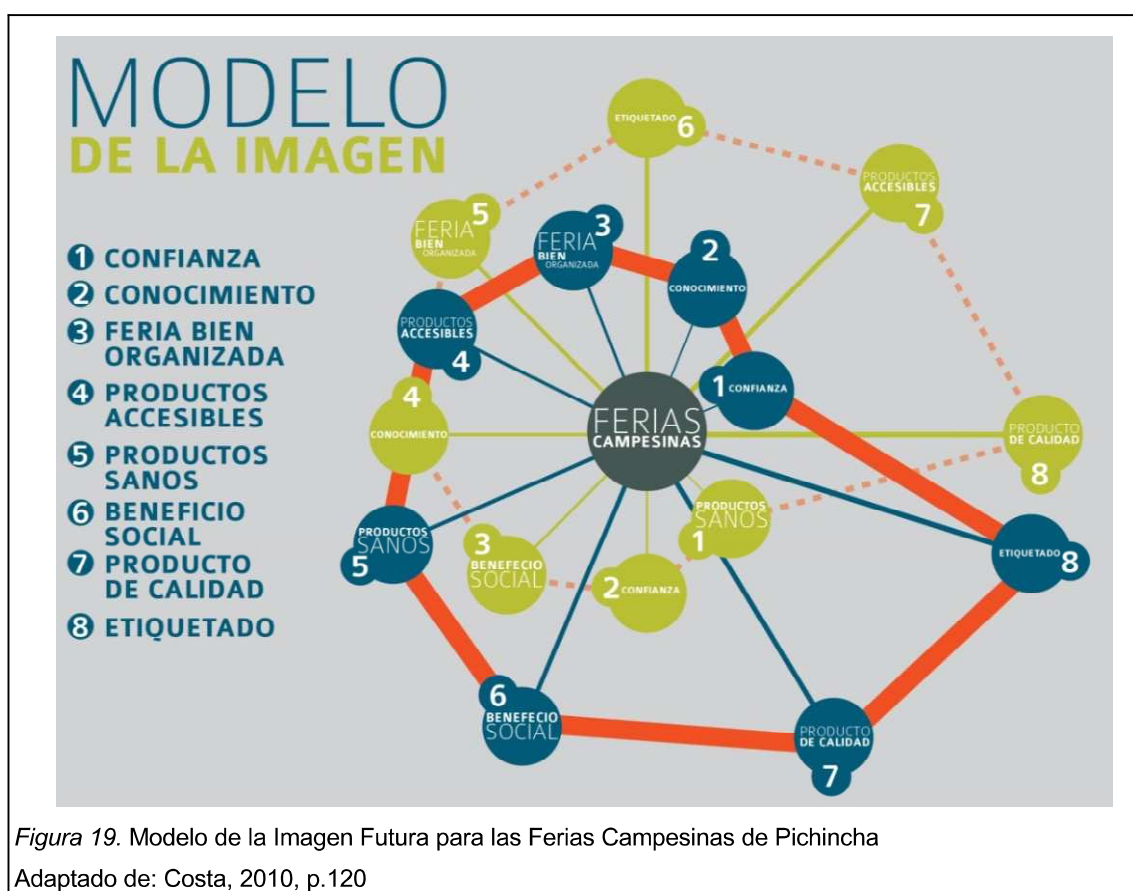 MODELO
DE LA IMAGEN
1 CONFIANZA
2 CONOCIMIENTO
3 FERIA BIEN
ORGANIZADA
4 PRODUCTOS
ACCESIBLES
5 PRODUCTOS
SANOS
6 BENEFICIO
SOCIAL
7 PRODUCTO
DE CALIDAD
8 ETIQUETADO
ETIQUETADO 6
PRODUCTOS
ACCESIBLES
7
5
FERIA
BIEN
ORGANIZADA
3
FERIA
BIEN
ORGANIZADA
2
CONOCIMIENTO
PRODUCTOS
ACCESIBLES
4
1 CONFIANZA
4
CONOCIMIENTO
FERIAS
CAMPESINAS
PRODUCTO
DE CALIDAD
8
PRODUCTOS
SANOS
1
PRODUCTOS
SANOS
5
3
BENEFECIO
SOCIAL
2 CONFIANZA
ETIQUETADO 8
6
BENEFECIO
SOCIAL
PRODUCTO
DE CALIDAD
7
Figura 19. Modelo de la Imagen Futura para las Ferias Campesinas de Pichincha
Adaptado de: Costa, 2010, p.120